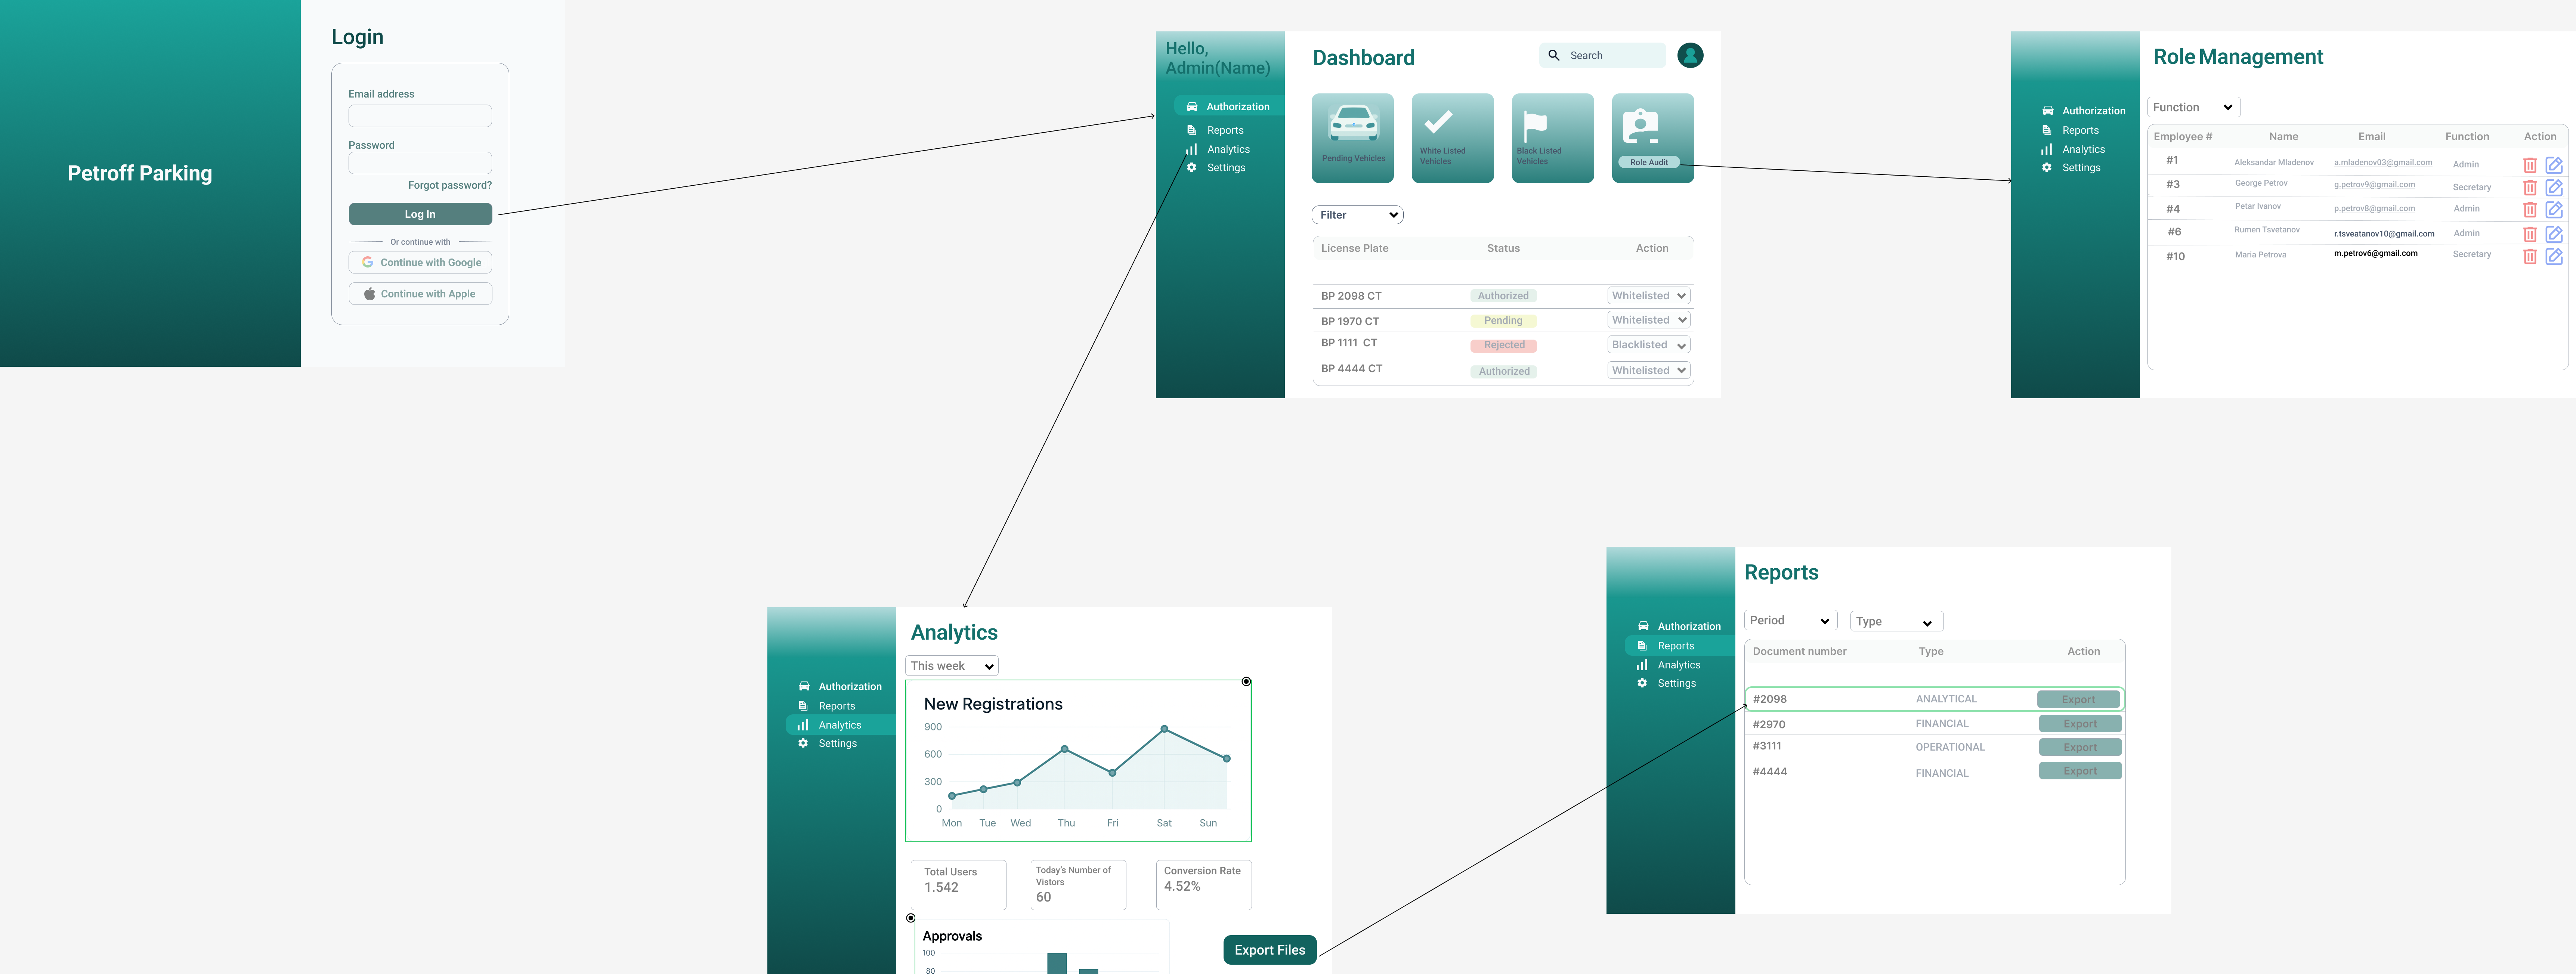 Petroff Parking
Login
Email address
Password
Forgot password?
Log In
Or continue with
Continue with Google
Continue with Apple
Hello,
Admin(Name)
Authorization
Reports
Analytics
Settings
Dashboard
Search
Pending Vehicles
White Listed
Vehicles
Black Listed
Vehicles
Role Audit
Filter
License Plate Status Action
BP 2098 CT Authorized Whitelisted
BP 1970 CT Pending Whitelisted
BP 1111 CT Rejected Blacklisted
BP 4444 CT Authorized Whitelisted
Authorization
Reports
Analytics
Settings
Role Management
Function
Employee # Name Email Function Action
#1 Aleksandar Mladenov a.mladenov03@gmail.com Admin
#3 George Petrov g.petrov9@gmail.com Secretary
#4 Petar Ivanov p.petrov8@gmail.com Admin
#6 Rumen Tsvetanov r.tsveatanov10@gmail.com Admin
#10 Maria Petrova m.petrov6@gmail.com Secretary
Authorization
Reports
Analytics
Settings
Analytics
This week
New Registrations
900
600
300
0
Mon Tue Wed Thu Fri Sat Sun
Total Users
1.542
Today's Number of
Vistors
60
Conversion Rate
4.52%
Approvals
100
80
Export Files
Authorization
Reports
Analytics
Settings
Reports
Period Type
Document number Type Action
#2098 ANALYTICAL Export
#2970 FINANCIAL Export
#3111 OPERATIONAL Export
#4444 FINANCIAL Export